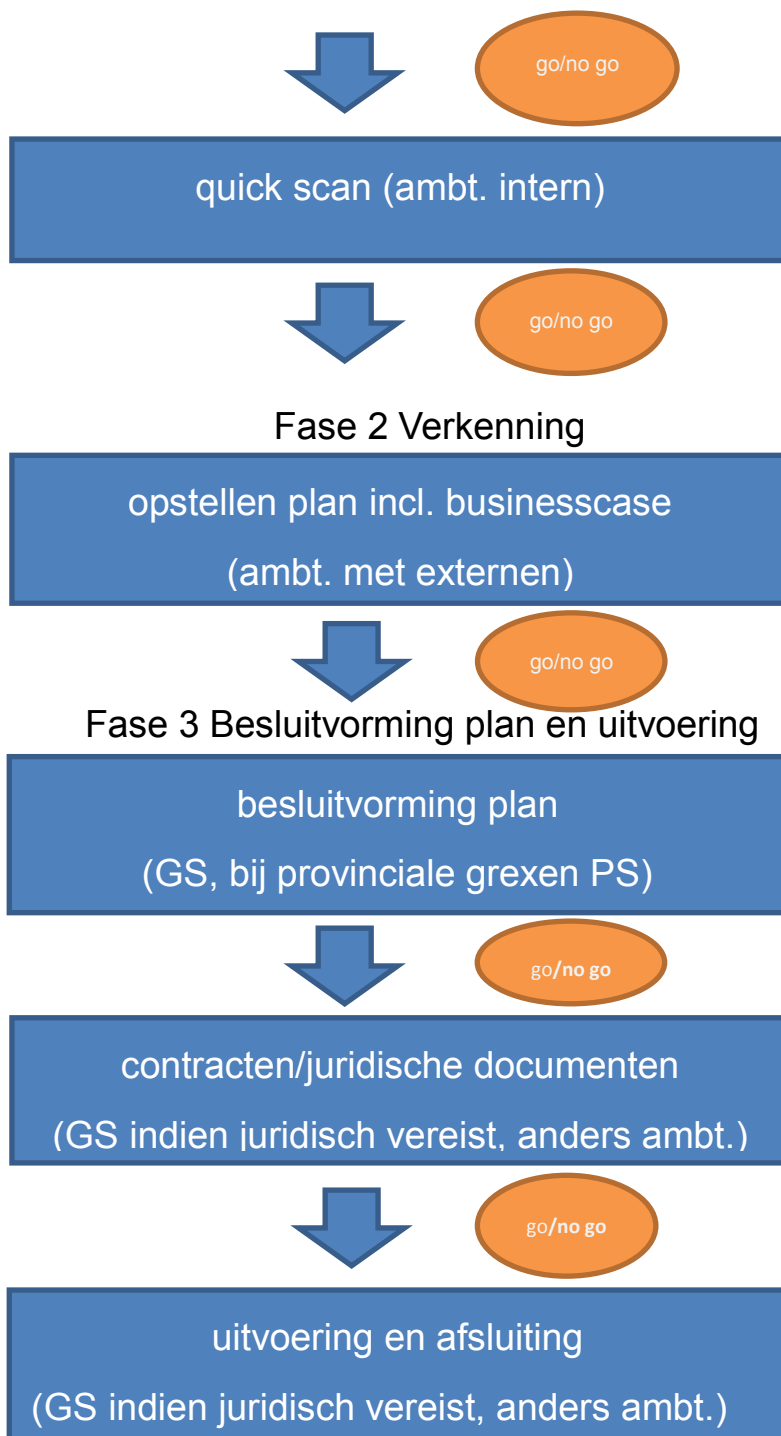 go/no go
quick scan (ambt. intern)
go/no go
Fase 2 Verkenning
opstellen plan incl. businesscase
(ambt. met externen)
go/no go
Fase 3 Besluitvorming plan en uitvoering
besluitvorming plan
(GS, bij provinciale grexen PS)
go/no go
contracten/juridische documenten
(GS indien juridisch vereist, anders ambt.)
go/no go
uitvoering en afsluiting
(GS indien juridisch vereist, anders ambt.)